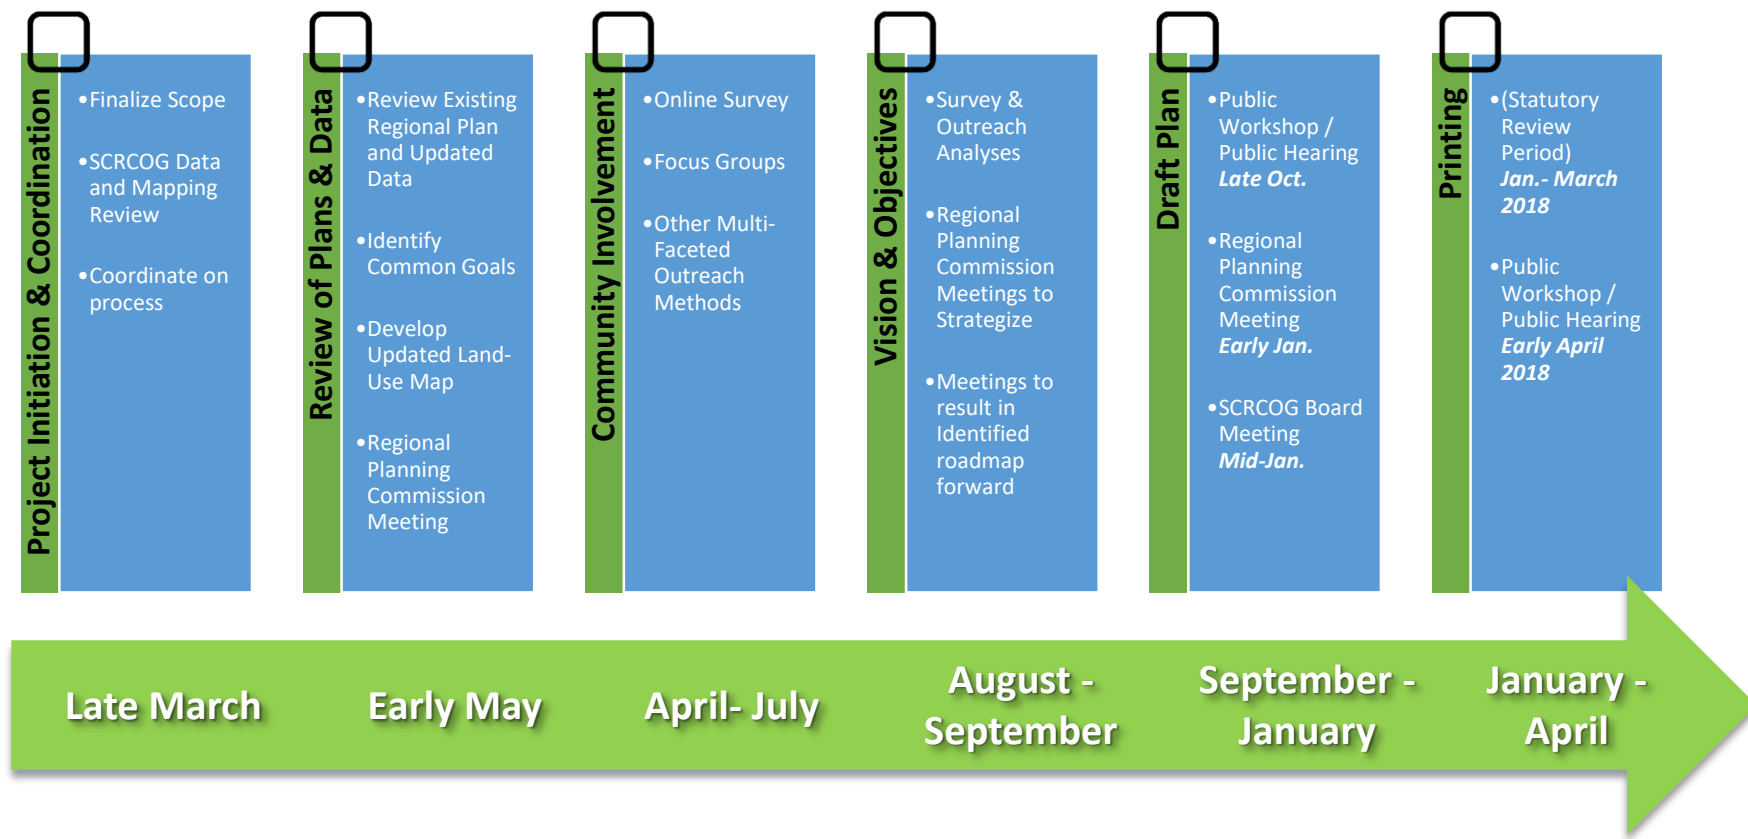 Project Initiation & Coordination
•Finalize Scope
•SCRCOG Data
and Mapping
Review
•Coordinate on
process
Review of Plans & Data
•Review Existing
Regional Plan
and Updated
Data
•Identify
Common Goals
•Develop
Updated Land-
Use Map
•Regional
Planning
Commission
Meeting
Community Involvement
•Online Survey
•Focus Groups
•Other Multi-
Faceted
Outreach
Methods
Vision & Objectives
•Survey &
Outreach
Analyses
•Regional
Planning
Commission
Meetings to
Strategize
•Meetings to
result in
Identified
roadmap
forward
Draft Plan
•Public
Workshop /
Public Hearing
Late Oct.
•Regional
Planning
Commission
Meeting
Early Jan.
•SCRCOG Board
Meeting
Mid-Jan.
Printing
•(Statutory
Review
Period)
Jan.- March
2018
•Public
Workshop /
Public Hearing
Early April
2018
Late March
Early May
April- July
August -
September
September -
January
January -
April